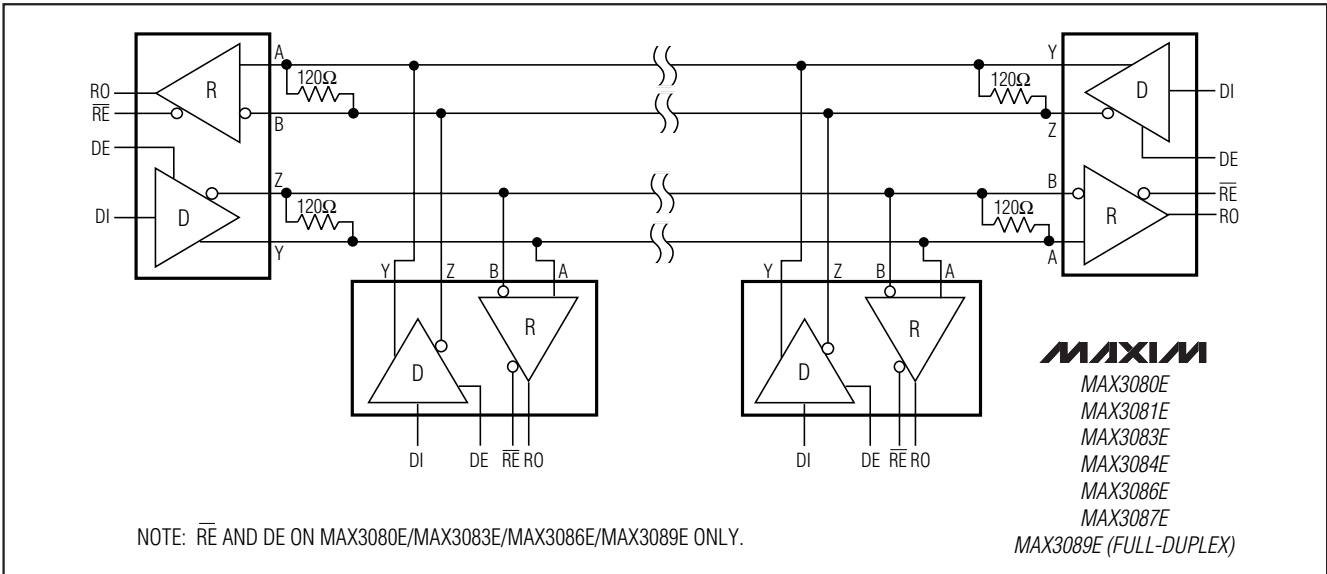 A
Y
120Ω
120Ω
RO
R
D
DI
RE
B
Z
DE
DE
Z
B
RE
120Ω
120Ω
DI
D
R
RO
Y
A
Y Z B A
Y Z B A
R
R
D
D
DI DE RE RO
DI DE RE RO
MAXIM
MAX3080E
MAX3081E
MAX3083E
MAX3084E
MAX3086E
MAX3087E
MAX3089E (FULL-DUPLEX)
NOTE: RE AND DE ON MAX3080E/MAX3083E/MAX3086E/MAX3089E ONLY.